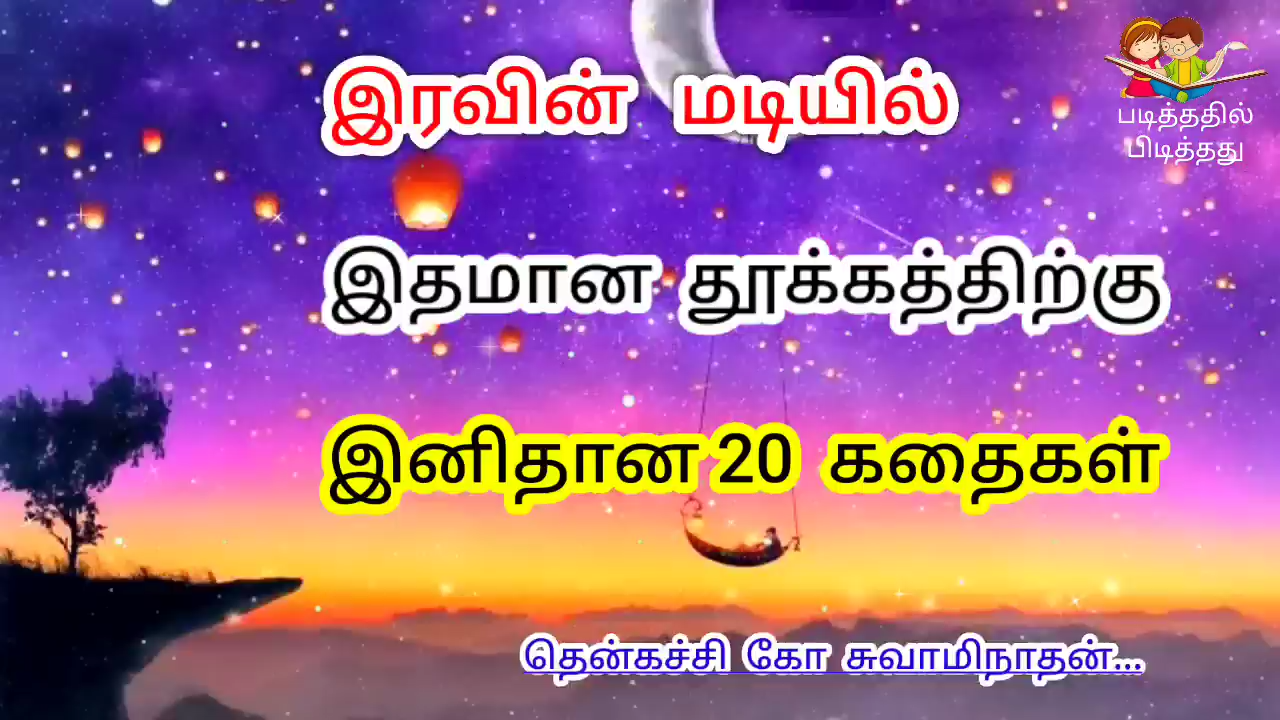 இரவின் மடியில்
படித்ததில்
பிடித்தது
இதமான தூக்கத்திற்கு
இனிதான 20 கதைகள்
தென்கச்சி கோ சுவாமிநாதன்...